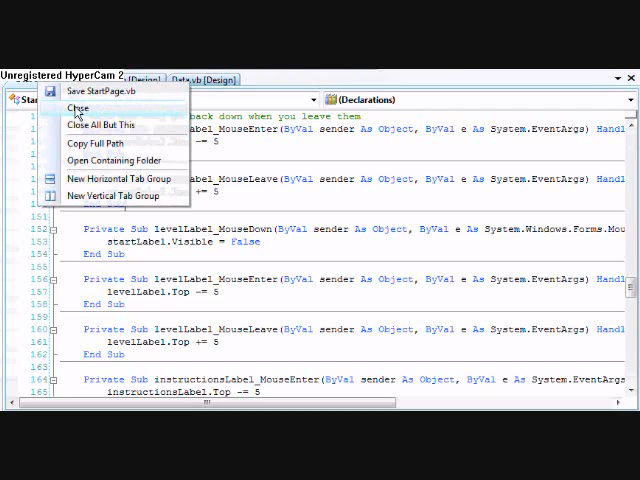 Unregistered HyperCam 2
[Design]
Data.vb [Design]
Save StartPage.vb
Star
(Declarations)
Close
back down when you leave them
Close All But This
abel_MouseEnter(ByVal sender As Object, ByVal e As System.EventArgs) Handl
Copy Full Path
-= 5
Open Containing Folder
New Horizontal Tab Group
abel_MouseLeave(ByVal sender As Object, ByVal e As System.EventArgs) Handl
New Vertical Tab Group
+= 5
151
152 Private Sub levelLabel_MouseDown(ByVal sender As Object, ByVal e As System.Windows.Forms.Mou
153 startLabel.Visible = False
154 End Sub
155
156 Private Sub levelLabel_MouseEnter(ByVal sender As Object, ByVal e As System.EventArgs) Handl
157 levelLabel.Top -= 5
158 End Sub
159
160 Private Sub levelLabel_MouseLeave(ByVal sender As Object, ByVal e As System.EventArgs) Handl
161 levelLabel.Top += 5
162 End Sub
163
164 Private Sub instructionsLabel_MouseEnter(ByVal sender As Object, ByVal e As System.EventArgs
165 instructionsLabel.Top -= 5